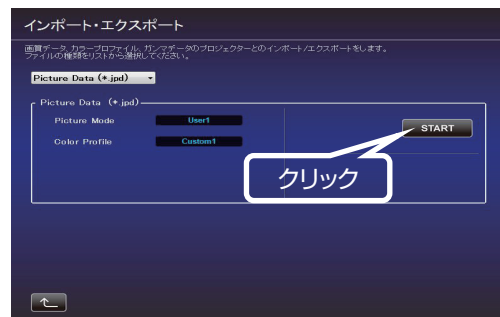 インポート・エクスポート
画質データ、カラープロファイル、ガンマデータのプロジェクターとのインポート/エクスポートをします。
ファイルの種類をリストから選択してください。
Picture Data (*.jpd)
Picture Data (*.jpd)
Picture Mode User1
START
Color Profile Custom1
クリック